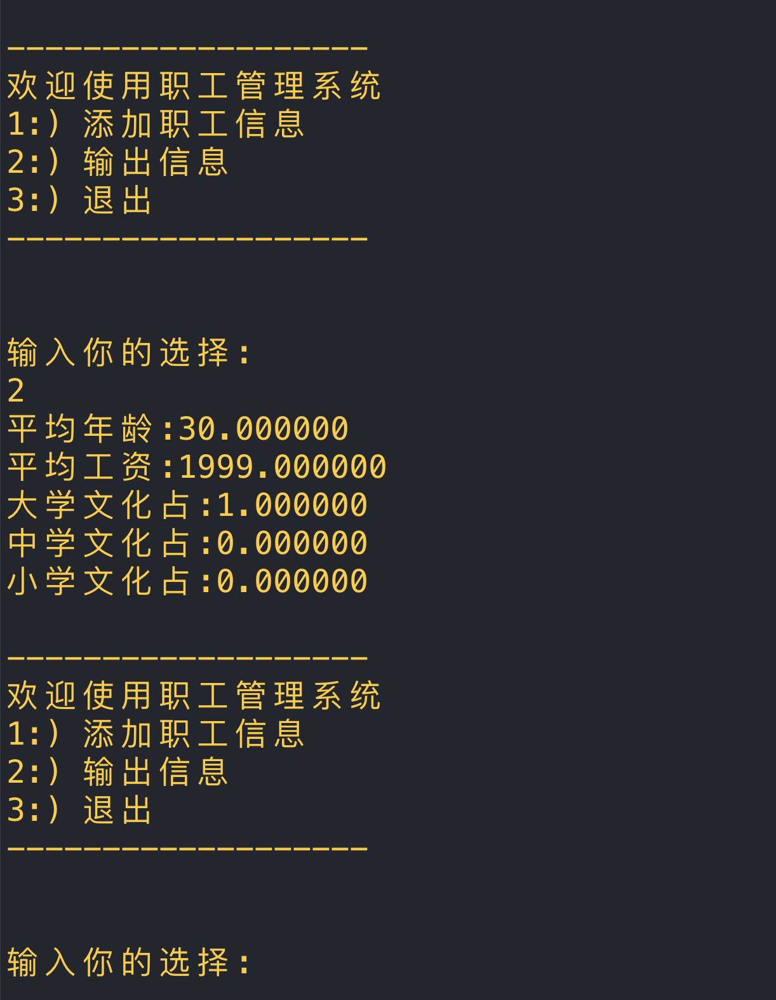 -------------------
欢迎使用职工管理系统
1:) 添加职工信息
2:) 输出信息
3:) 退出
-------------------
输入你的选择:
2
平均年龄:30.000000
平均工资:1999.000000
大学文化占:1.000000
中学文化占:0.000000
小学文化占:0.000000
-------------------
欢迎使用职工管理系统
1:) 添加职工信息
2:) 输出信息
3:) 退出
-------------------
输入你的选择: